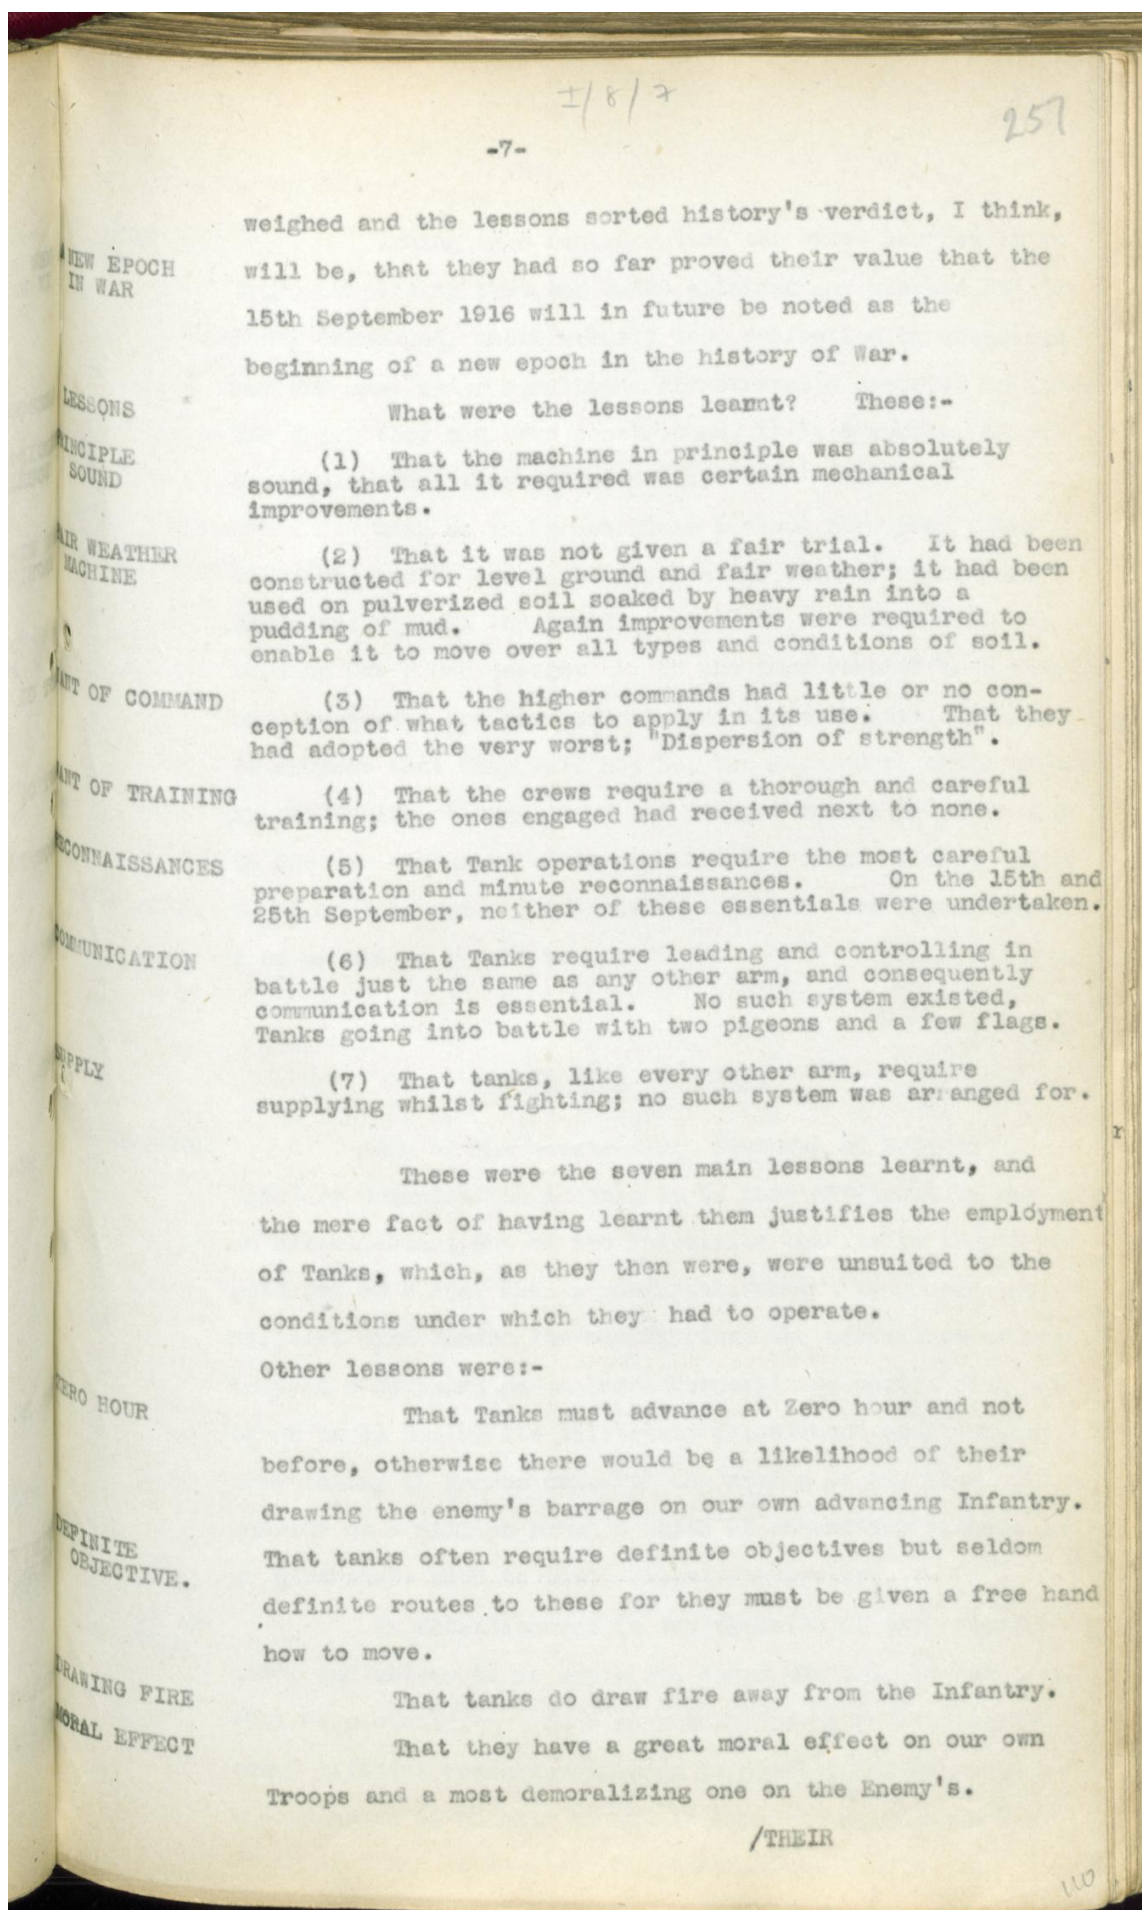 I/8/7
257
-7-
weighed and the lessons sorted history's verdict, I think,
NEW EPOCH
IN WAR
will be, that they had so far proved their value that the
15th September 1916 will in future be noted as the
beginning of a new epoch in the history of War.
LESSONS
What were the lessons learnt? These:-
RINCIPLE
SOUND
(1) That the machine in principle was absolutely
sound, that all it required was certain mechanical
improvements.
AIR WEATHER
MACHINE
(2) That it was not given a fair trial. It had been
constructed for level ground and fair weather; it had been
used on pulverized soil soaked by heavy rain into a
pudding of mud. Again improvements were required to
enable it to move over all types and conditions of soil.
ANT OF COMMAND
(3) That the higher commands had little or no con-
ception of what tactics to apply in its use. That they
had adopted the very worst; "Dispersion of strength".
ANT OF TRAINING
(4) That the crews require a thorough and careful
training; the ones engaged had received next to none.
ECONNAISSANCES
(5) That Tank operations require the most careful
preparation and minute reconnaissances. On the 15th and
25th September, neither of these essentials were undertaken.
OMMUNICATION
(6) That Tanks require leading and controlling in
battle just the same as any other arm, and consequently
communication is essential. No such system existed,
Tanks going into battle with two pigeons and a few flags.
SUPPLY
(7) That tanks, like every other arm, require
supplying whilst fighting; no such system was arranged for.
r
These were the seven main lessons learnt, and
the mere fact of having learnt them justifies the employment
of Tanks, which, as they then were, were unsuited to the
conditions under which they had to operate.
Other lessons were:-
ZERO HOUR
That Tanks must advance at Zero hour and not
before, otherwise there would be a likelihood of their
drawing the enemy's barrage on our own advancing Infantry.
DEFINITE
OBJECTIVE.
That tanks often require definite objectives but seldom
definite routes to these for they must be given a free hand
how to move.
DRAWING FIRE
That tanks do draw fire away from the Infantry.
MORAL EFFECT
That they have a great moral effect on our own
Troops and a most demoralizing one on the Enemy's.
/THEIR
110